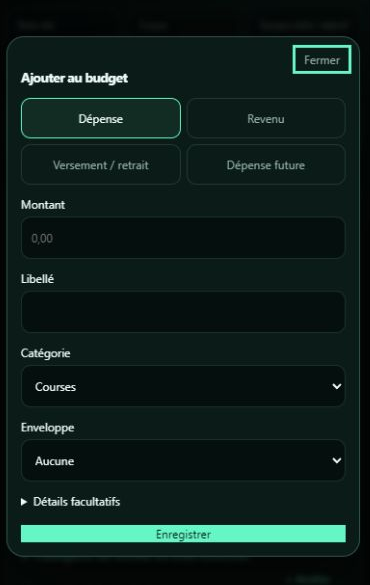 Fermer
Ajouter au budget
Dépense
Revenu
Versement / retrait
Dépense future
Montant
0,00
Libellé
Catégorie
Courses
Enveloppe
Aucune
Détails facultatifs
Enregistrer